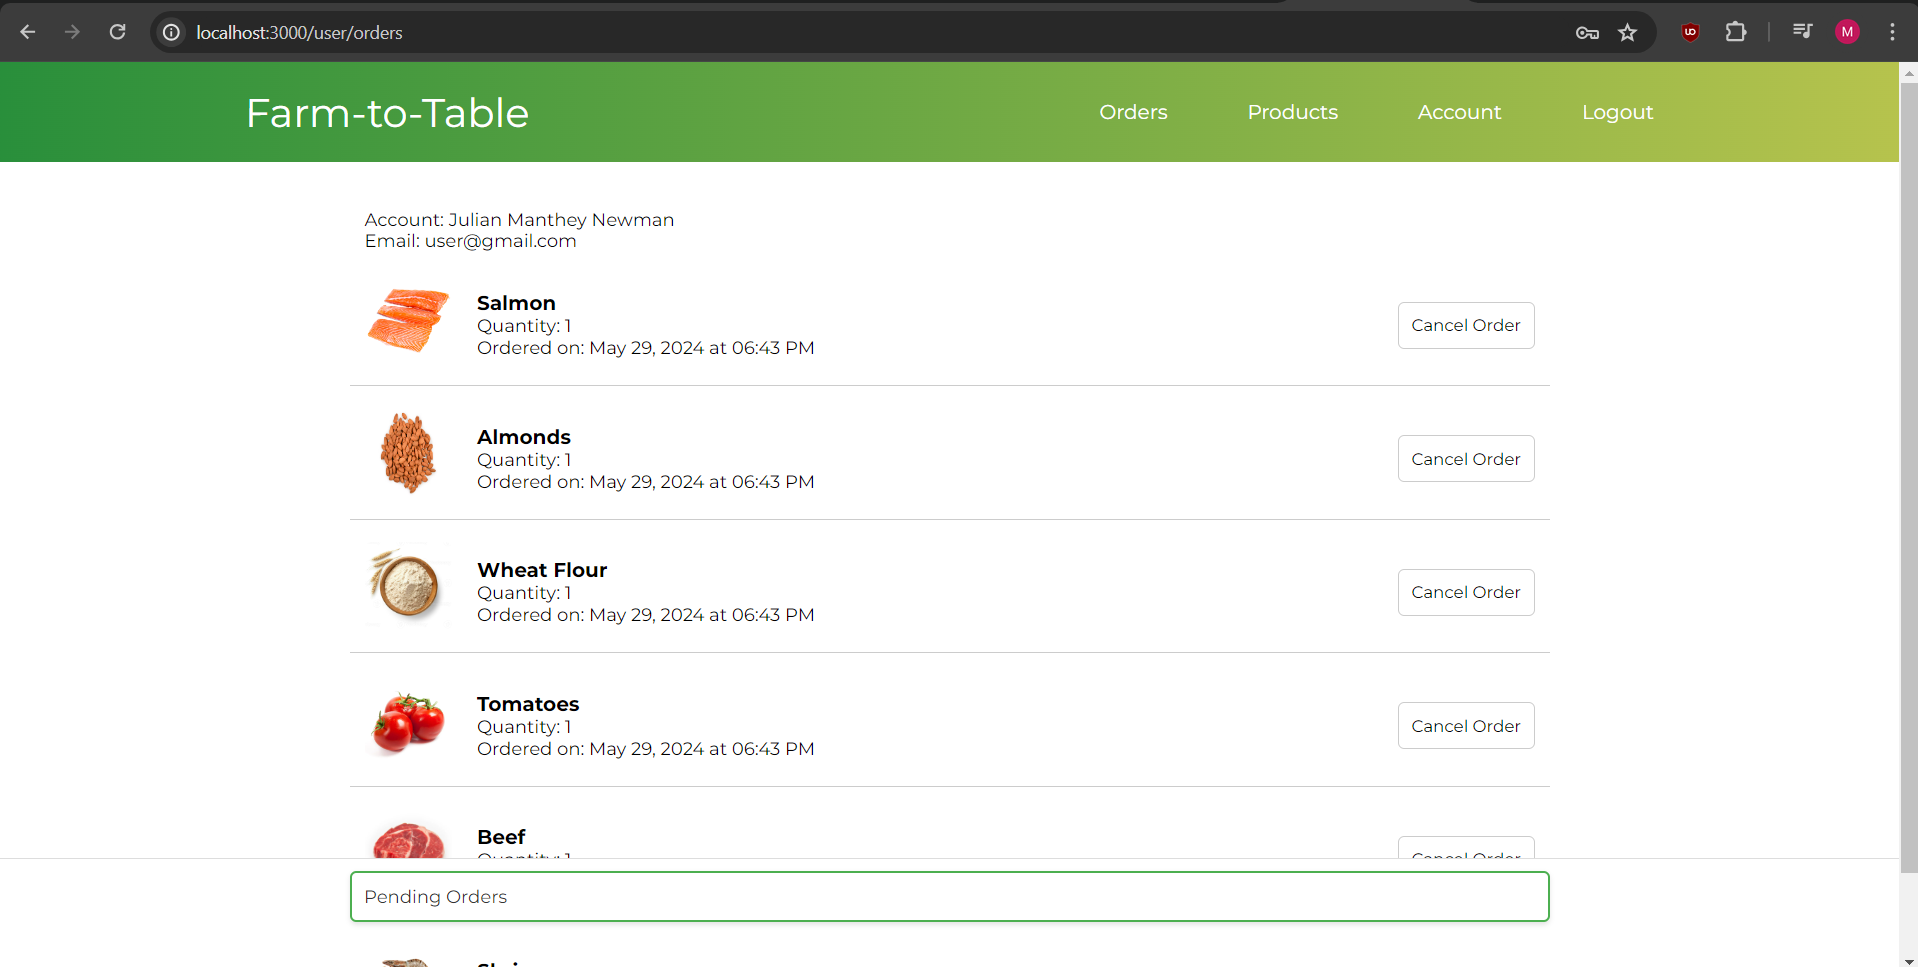 localhost:3000/user/orders
M
Farm-to-Table
Orders
Products
Account
Logout
Account: Julian Manthey Newman
Email: user@gmail.com
Salmon
Quantity: 1
Ordered on: May 29, 2024 at 06:43 PM
Cancel Order
Almonds
Quantity: 1
Ordered on: May 29, 2024 at 06:43 PM
Cancel Order
Wheat Flour
Quantity: 1
Ordered on: May 29, 2024 at 06:43 PM
Cancel Order
Tomatoes
Quantity: 1
Ordered on: May 29, 2024 at 06:43 PM
Cancel Order
Beef
Quantity: 1
Cancel Order
Pending Orders